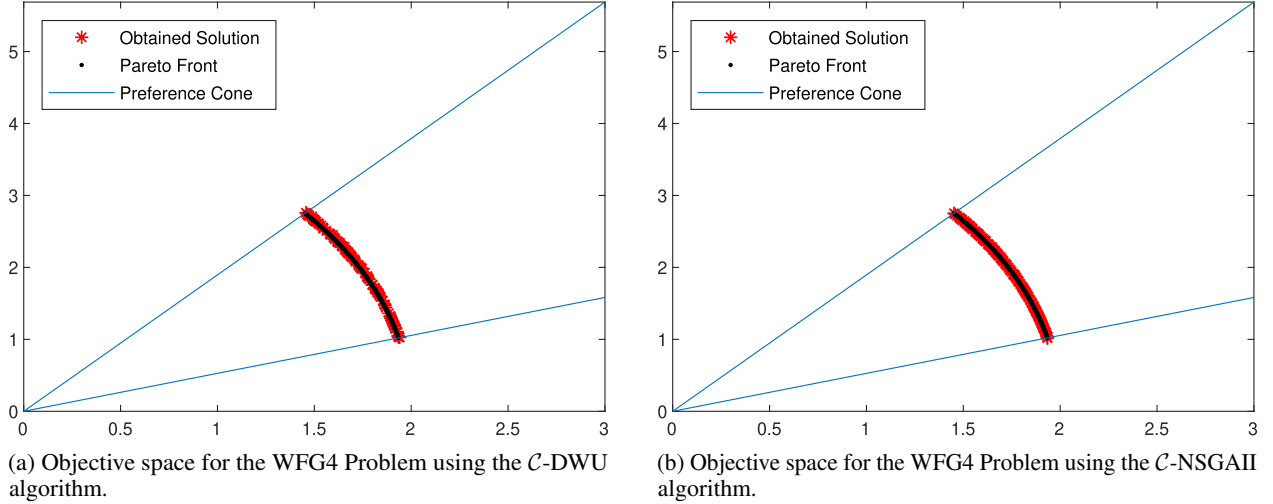 Obtained Solution
Pareto Front
Preference Cone
5
4
3
2
1
0
0 0.5 1 1.5 2 2.5 3
(a) Objective space for the WFG4 Problem using the C-DWU
algorithm.
Obtained Solution
Pareto Front
Preference Cone
5
4
3
2
1
0
0 0.5 1 1.5 2 2.5 3
(b) Objective space for the WFG4 Problem using the C-NSGAII
algorithm.